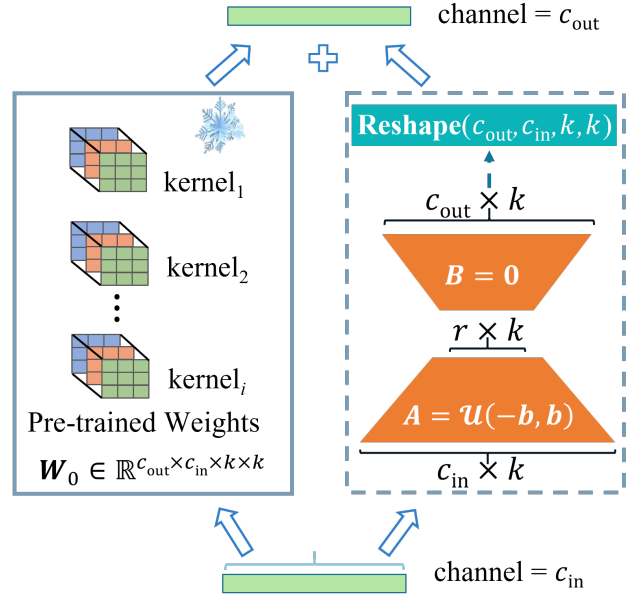 channel = c_out
Reshape(c_out, c_in, k, k)
kernel_1
kernel_2
kernel_i
Pre-trained Weights
W_0 ∈ ℝ^{c_out×c_in×k×k}
c_out × k
B = 0
r × k
A = 𝒰(−b, b)
c_in × k
channel = c_in